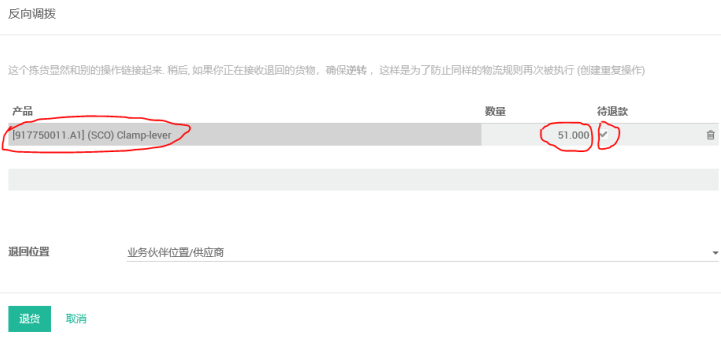 反向调拨
这个拣货显然和别的操作链接起来. 稍后, 如果你正在接收退回的货物，确保逆转 ，这样是为了防止同样的物流规则再次被执行 (创建重复操作)
产品 数量 待退款
[917750011.A1] (SCO) Clamp-lever 51.000
退回位置 业务伙伴位置/供应商
退货 取消